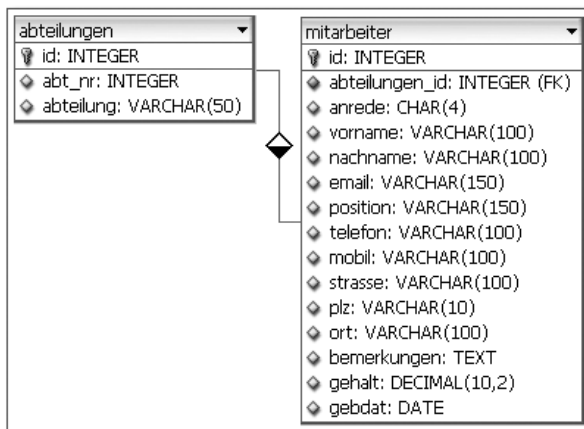 abteilungen
id: INTEGER
abt_nr: INTEGER
abteilung: VARCHAR(50)
mitarbeiter
id: INTEGER
abteilungen_id: INTEGER (FK)
anrede: CHAR(4)
vorname: VARCHAR(100)
nachname: VARCHAR(100)
email: VARCHAR(150)
position: VARCHAR(150)
telefon: VARCHAR(100)
mobil: VARCHAR(100)
strasse: VARCHAR(100)
plz: VARCHAR(10)
ort: VARCHAR(100)
bemerkungen: TEXT
gehalt: DECIMAL(10,2)
gebdat: DATE